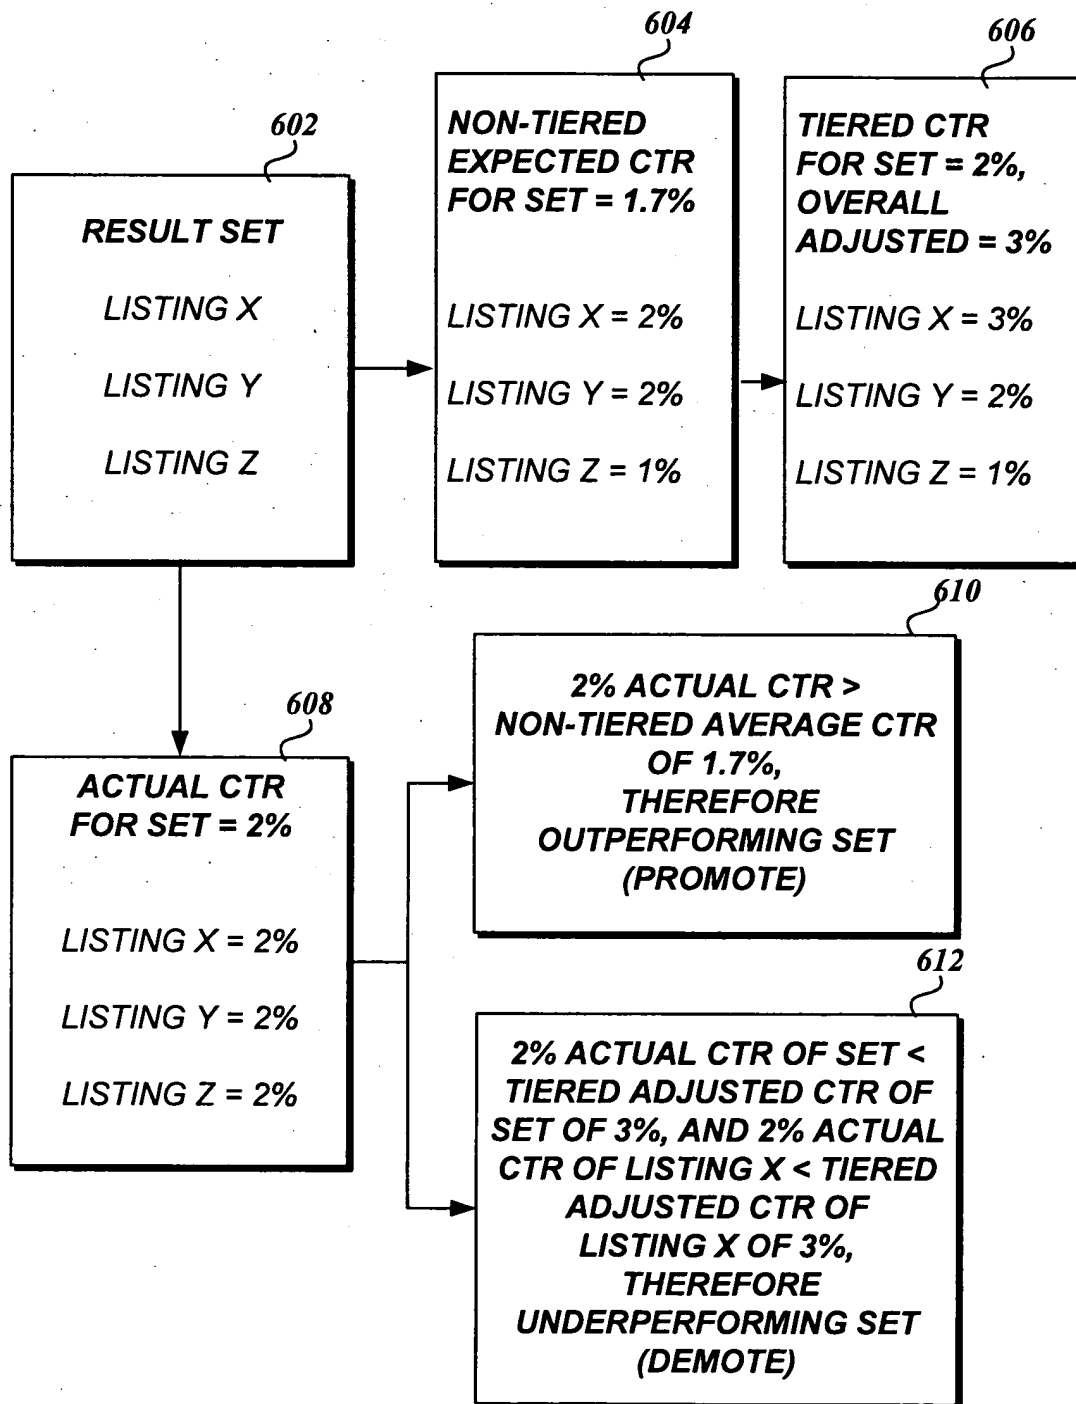 602
RESULT SET
LISTING X
LISTING Y
LISTING Z
604
NON-TIERED
EXPECTED CTR
FOR SET = 1.7%
LISTING X = 2%
LISTING Y = 2%
LISTING Z = 1%
606
TIERED CTR
FOR SET = 2%,
OVERALL
ADJUSTED = 3%
LISTING X = 3%
LISTING Y = 2%
LISTING Z = 1%
608
ACTUAL CTR
FOR SET = 2%
LISTING X = 2%
LISTING Y = 2%
LISTING Z = 2%
610
2% ACTUAL CTR >
NON-TIERED AVERAGE CTR
OF 1.7%,
THEREFORE
OUTPERFORMING SET
(PROMOTE)
612
2% ACTUAL CTR OF SET <
TIERED ADJUSTED CTR OF
SET OF 3%, AND 2% ACTUAL
CTR OF LISTING X < TIERED
ADJUSTED CTR OF
LISTING X OF 3%,
THEREFORE
UNDERPERFORMING SET
(DEMOTE)